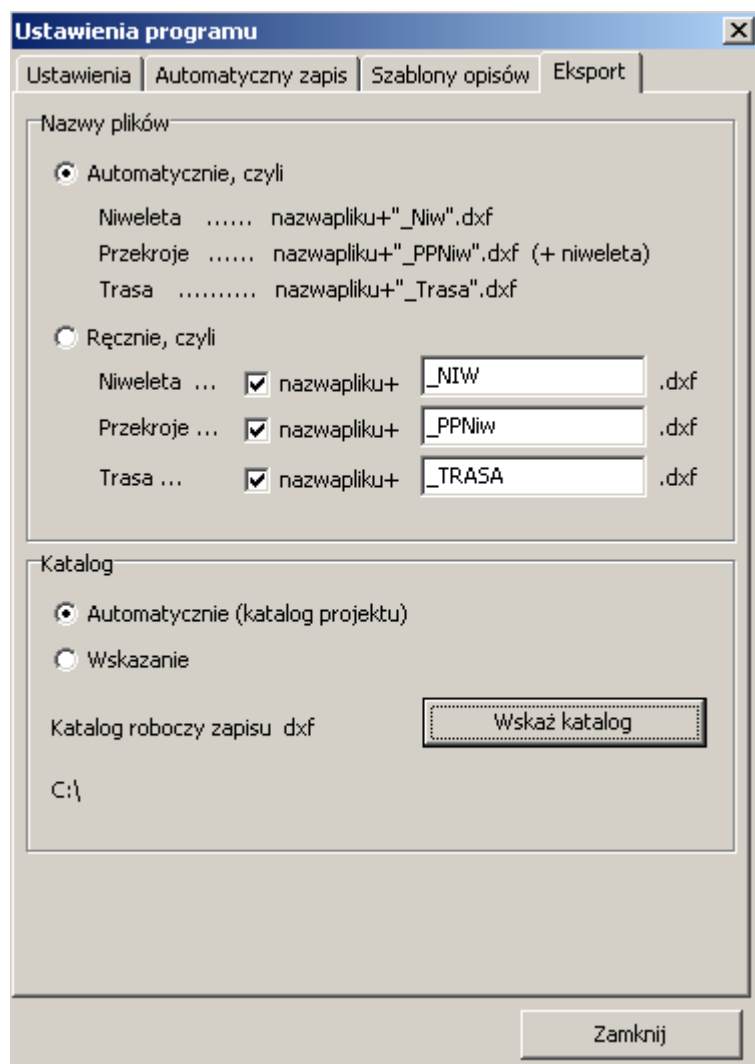 Ustawienia programu
Ustawienia Automatyczny zapis Szablony opisów Eksport
Nazwy plików
Automatycznie, czyli
Niweleta ...... nazwapliku+"_Niw".dxf
Przekroje ...... nazwapliku+"_PPNiw".dxf (+ niweleta)
Trasa .......... nazwapliku+"_Trasa".dxf
Ręcznie, czyli
Niweleta ... nazwapliku+ _NIW .dxf
Przekroje ... nazwapliku+ _PPNiw .dxf
Trasa ... nazwapliku+ _TRASA .dxf
Katalog
Automatycznie (katalog projektu)
Wskazanie
Katalog roboczy zapisu dxf Wskaż katalog
C:\
Zamknij